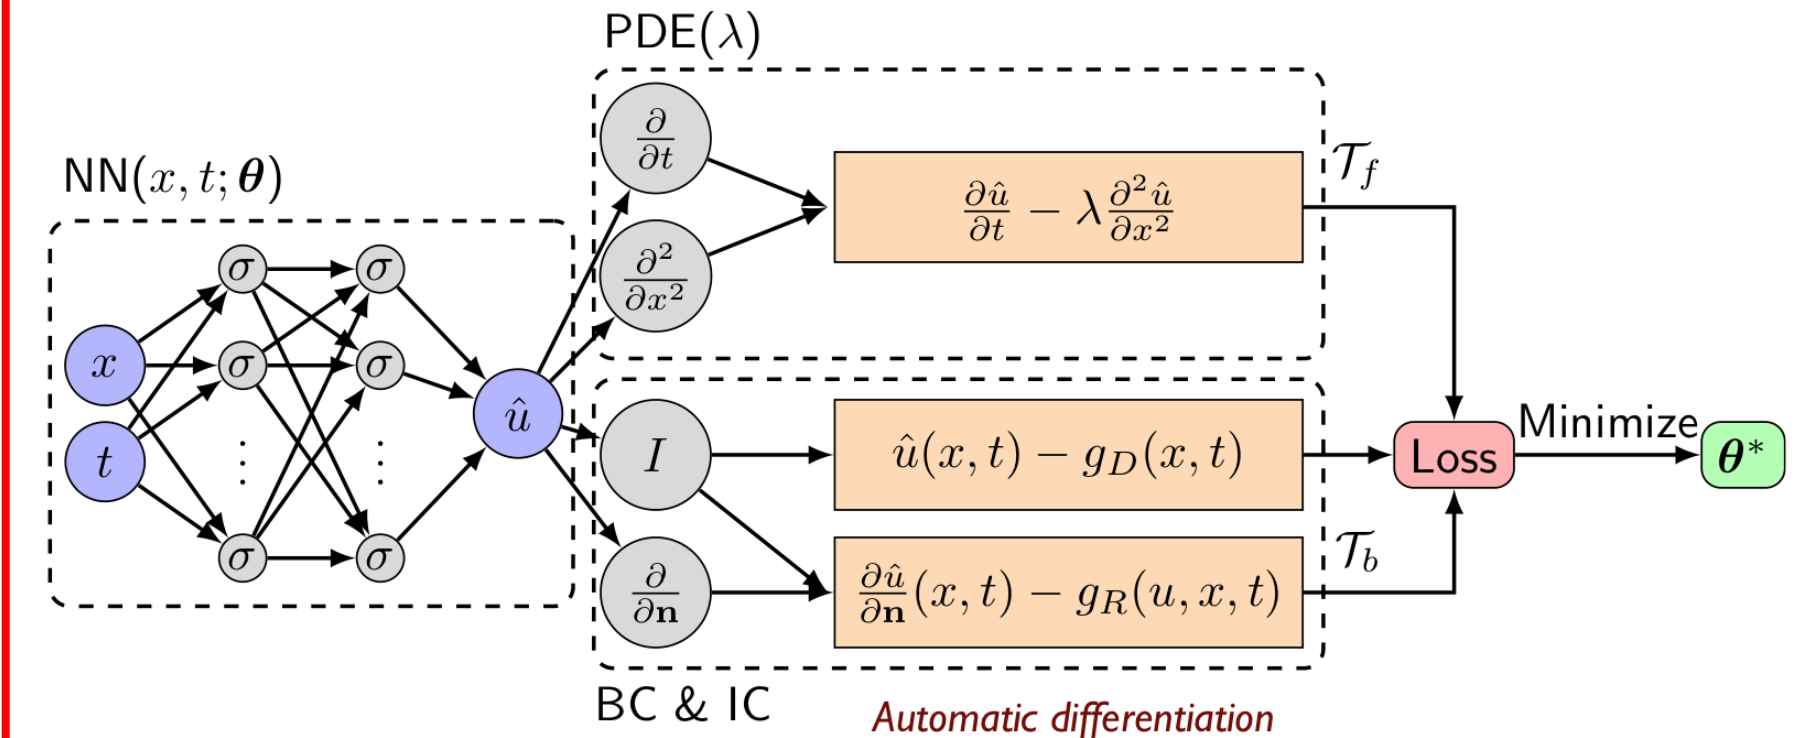 PDE(λ)
NN(x, t; θ)
∂/∂t
∂²/∂x²
∂û/∂t − λ ∂²û/∂x²
𝒯_f
σ
σ
x
σ
σ
t
⋮
⋮
σ
σ
û
I
û(x, t) − g_D(x, t)
Loss
Minimize
θ*
∂/∂n
∂û/∂n(x, t) − g_R(u, x, t)
𝒯_b
BC & IC
Automatic differentiation